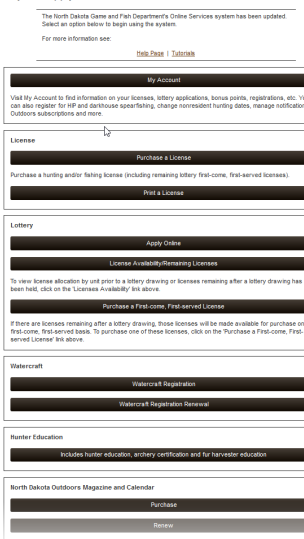 The North Dakota Game and Fish Department's Online Services system has been updated.
Select an option below to begin using the system.
For more information see:
Help Page | Tutorials
My Account
Visit My Account to find information on your licenses, lottery applications, bonus points, registrations, etc.
can also register for HIP and darkhouse spearfishing, change nonresident hunting dates, manage notification
Outdoors subscriptions and more.
License
Purchase a License
Purchase a hunting and/or fishing license (including remaining lottery first-come, first-served licenses).
Print a License
Lottery
Apply Online
License Availability/Remaining Licenses
To view license allocation by unit prior to a lottery drawing or licenses remaining after a lottery drawing has
been held, click on the 'Licenses Availability' link above.
Purchase a First-come, First-served License
If there are licenses remaining after a lottery drawing, those licenses will be made available for purchase on
first-come, first-served basis. To purchase one of these licenses, click on the 'Purchase a First-come, First-
served License' link above.
Watercraft
Watercraft Registration
Watercraft Registration Renewal
Hunter Education
Includes hunter education, archery certification and fur harvester education
North Dakota Outdoors Magazine and Calendar
Purchase
Renew